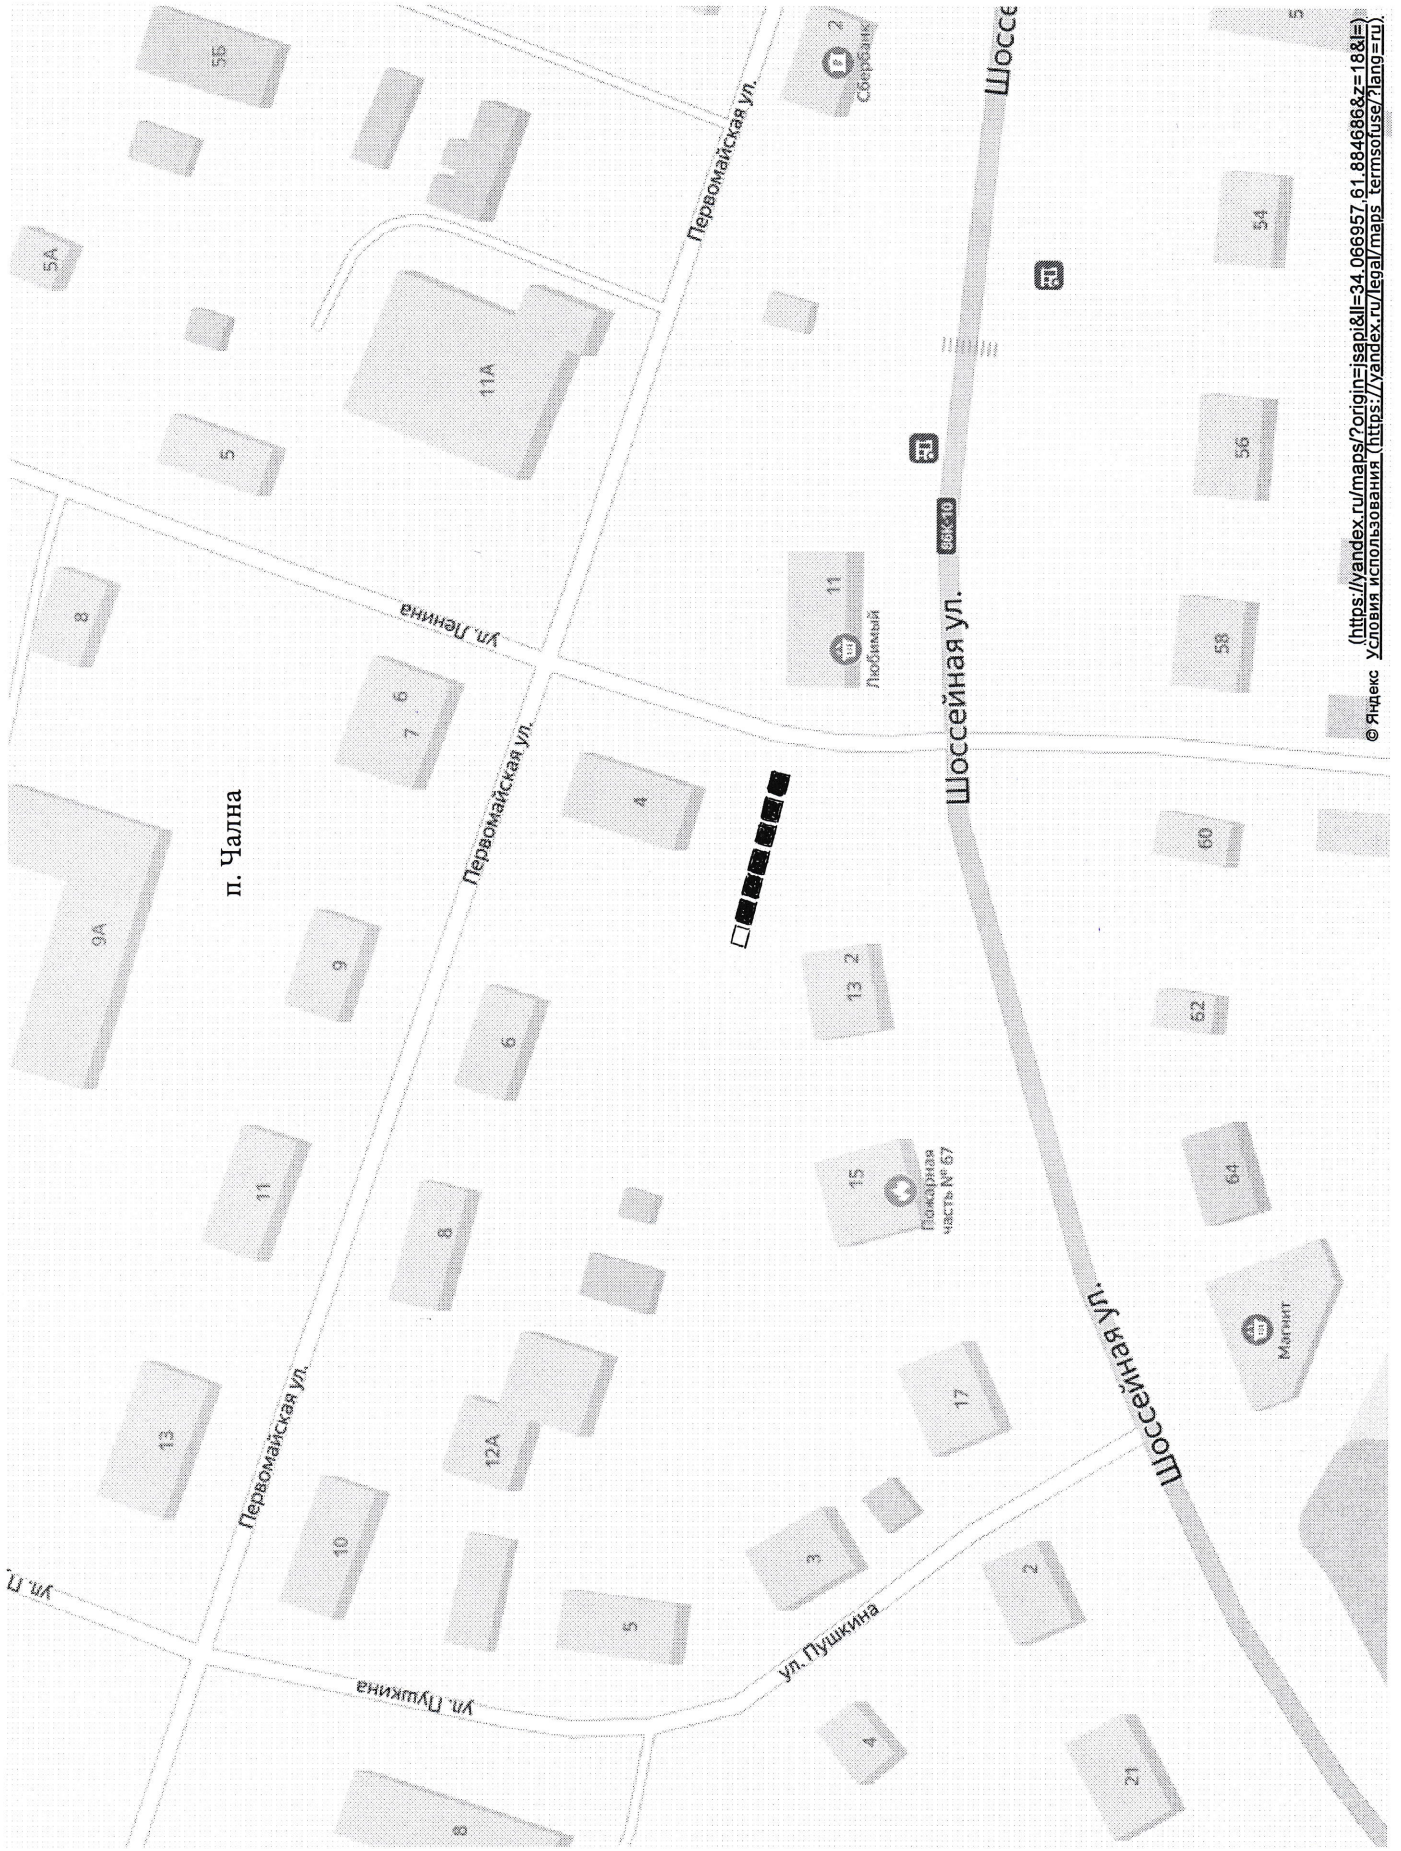 ул. П
5А
8
9А
13
5Б
5
п. Чална
11
Первомайская ул.
9
10
6
7
ул. Пушкина
8
ул. Ленина
8
11А
12А
Первомайская ул.
6
5
4
Первомайская ул.
3
ул. Пушкина
11
2
13 2
15
Сбербанк
4
Любимый
Пожарная
часть № 67
86К-10
Шоссейная ул.
17
Шоссе
2
21
Шоссейная ул.
62
60
58
64
56
54
Магнит
5
(https://yandex.ru/maps/?origin=jsapi&ll=34.066957,61.884686&z=18&l=)
© Яндекс Условия использования (https://yandex.ru/legal/maps_termsofuse/?lang=ru)